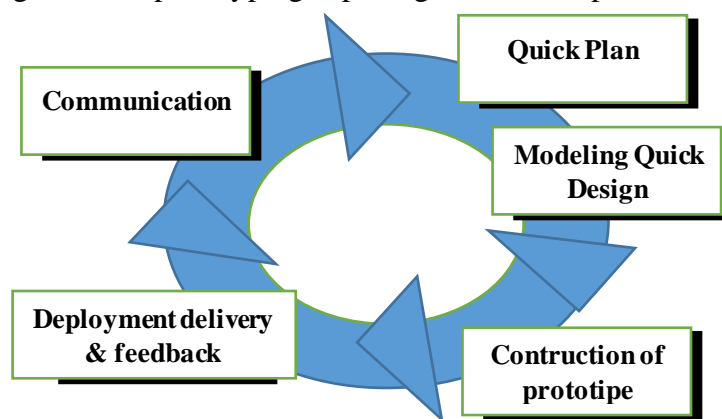 Quick Plan
Communication
Modeling Quick
Design
Deployment delivery
& feedback
Contruction of
prototipe